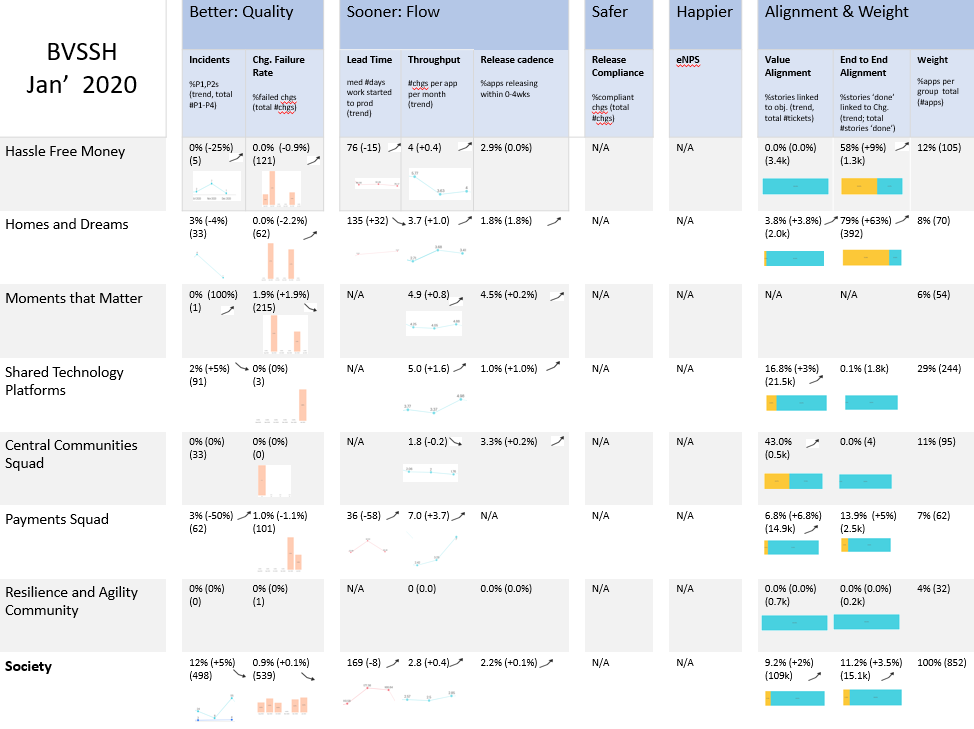 BVSSH
Jan’ 2020
Better: Quality
Sooner: Flow
Safer
Happier
Alignment & Weight
Incidents
%P1,P2s
(trend, total
#P1-P4)
Chg. Failure
Rate
%failed chgs
(total #chgs)
Lead Time
med #days
work started
to prod
(trend)
Throughput
#chgs per app
per month
(trend)
Release cadence
%apps releasing
within 0-4wks
Release
Compliance
%compliant
chgs (total
#chgs)
eNPS
Value
Alignment
%stories linked
to obj. (trend,
total #tickets)
End to End
Alignment
%stories ‘done’
linked to Chg.
(trend; total
#stories ‘done’)
Weight
%apps per
group total
(#apps)
Hassle Free Money
0% (-25%)
(5)
0.0% (-0.9%)
(121)
76 (-15)
4 (+0.4)
2.9% (0.0%)
N/A
N/A
0.0% (0.0%)
(3.4k)
58% (+9%)
(1.3k)
12% (105)
Homes and Dreams
3% (-4%)
(33)
0.0% (-2.2%)
(62)
135 (+32)
3.7 (+1.0)
1.8% (1.8%)
N/A
N/A
3.8% (+3.8%)
(2.0k)
79% (+63%)
(392)
8% (70)
Moments that Matter
0% (100%)
(1)
1.9% (+1.9%)
(215)
N/A
4.9 (+0.8)
4.5% (+0.2%)
N/A
N/A
N/A
N/A
6% (54)
Shared Technology
Platforms
2% (+5%)
(91)
0% (0%)
(3)
N/A
5.0 (+1.6)
1.0% (+1.0%)
N/A
N/A
16.8% (+3%)
(21.5k)
0.1% (1.8k)
29% (244)
Central Communities
Squad
0% (0%)
(33)
0% (0%)
(0)
N/A
1.8 (-0.2)
3.3% (+0.2%)
N/A
N/A
43.0%
(0.5k)
0.0% (4)
11% (95)
Payments Squad
3% (-50%)
(62)
1.0% (-1.1%)
(101)
36 (-58)
7.0 (+3.7)
N/A
N/A
N/A
6.8% (+6.8%)
(14.9k)
13.9% (+5%)
(2.5k)
7% (62)
Resilience and Agility
Community
0% (0%)
(0)
0% (0%)
(1)
N/A
0 (0.0)
0.0% (0.0%)
N/A
N/A
0.0% (0.0%)
(0.7k)
0.0% (0.0%)
(0.2k)
4% (32)
Society
12% (+5%)
(498)
0.9% (+0.1%)
(539)
169 (-8)
2.8 (+0.4)
2.2% (+0.1%)
N/A
N/A
9.2% (+2%)
(109k)
11.2% (+3.5%)
(15.1k)
100% (852)